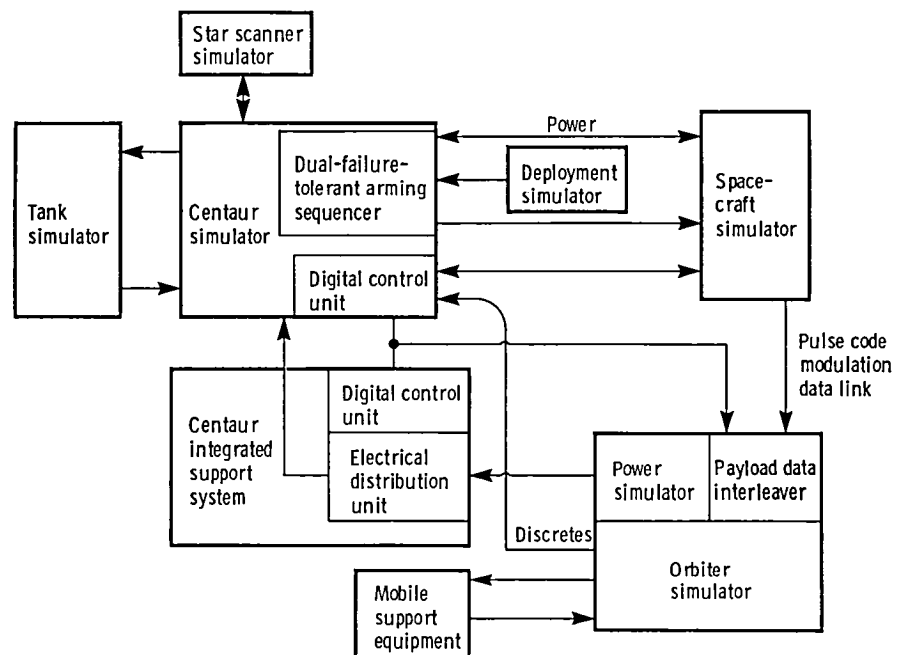 Star scanner
simulator
Tank
simulator
Centaur
simulator
Dual-failure-
tolerant arming
sequencer
Digital control
unit
Power
Deployment
simulator
Space-
craft
simulator
Pulse code
modulation
data link
Centaur
integrated
support
system
Digital control
unit
Electrical
distribution
unit
Power
simulator
Payload data
interleaver
Discretes
Orbiter
simulator
Mobile
support
equipment